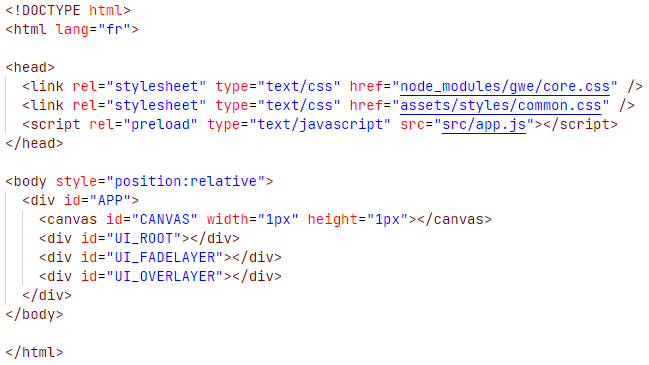 <!DOCTYPE html>
<html lang="fr">
<head>
<link rel="stylesheet" type="text/css" href="node_modules/gwe/core.css" />
<link rel="stylesheet" type="text/css" href="assets/styles/common.css" />
<script rel="preload" type="text/javascript" src="src/app.js"></script>
</head>
<body style="position:relative">
<div id="APP">
<canvas id="CANVAS" width="1px" height="1px"></canvas>
<div id="UI_ROOT"></div>
<div id="UI_FADELAYER"></div>
<div id="UI_OVERLAYER"></div>
</div>
</body>
</html>